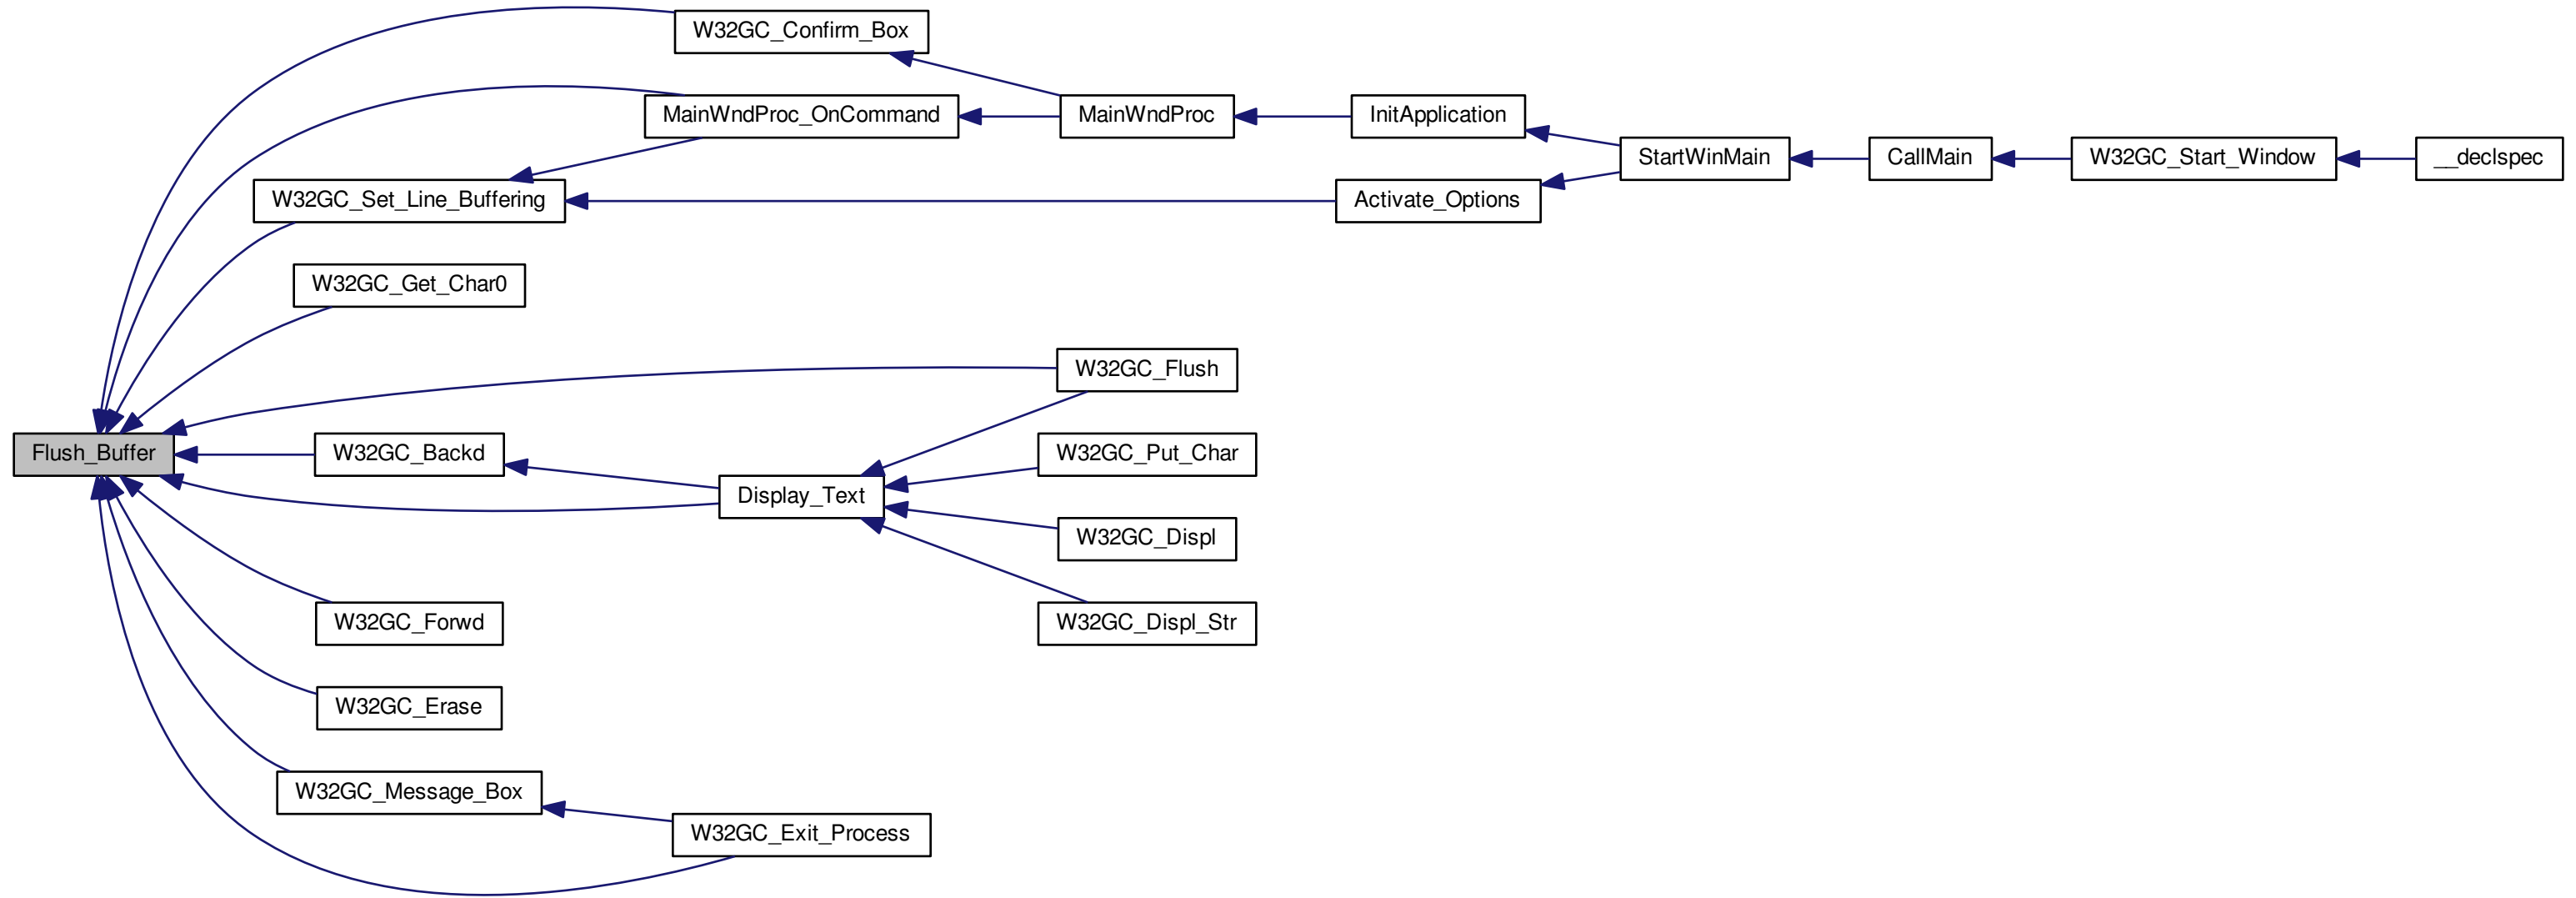 W32GC_Confirm_Box
MainWndProc_OnCommand
MainWndProc
InitApplication
StartWinMain
CallMain
W32GC_Start_Window
__declspec
W32GC_Set_Line_Buffering
Activate_Options
W32GC_Get_Char0
W32GC_Flush
Flush_Buffer
W32GC_Backd
W32GC_Put_Char
Display_Text
W32GC_Displ
W32GC_Forwd
W32GC_Displ_Str
W32GC_Erase
W32GC_Message_Box
W32GC_Exit_Process